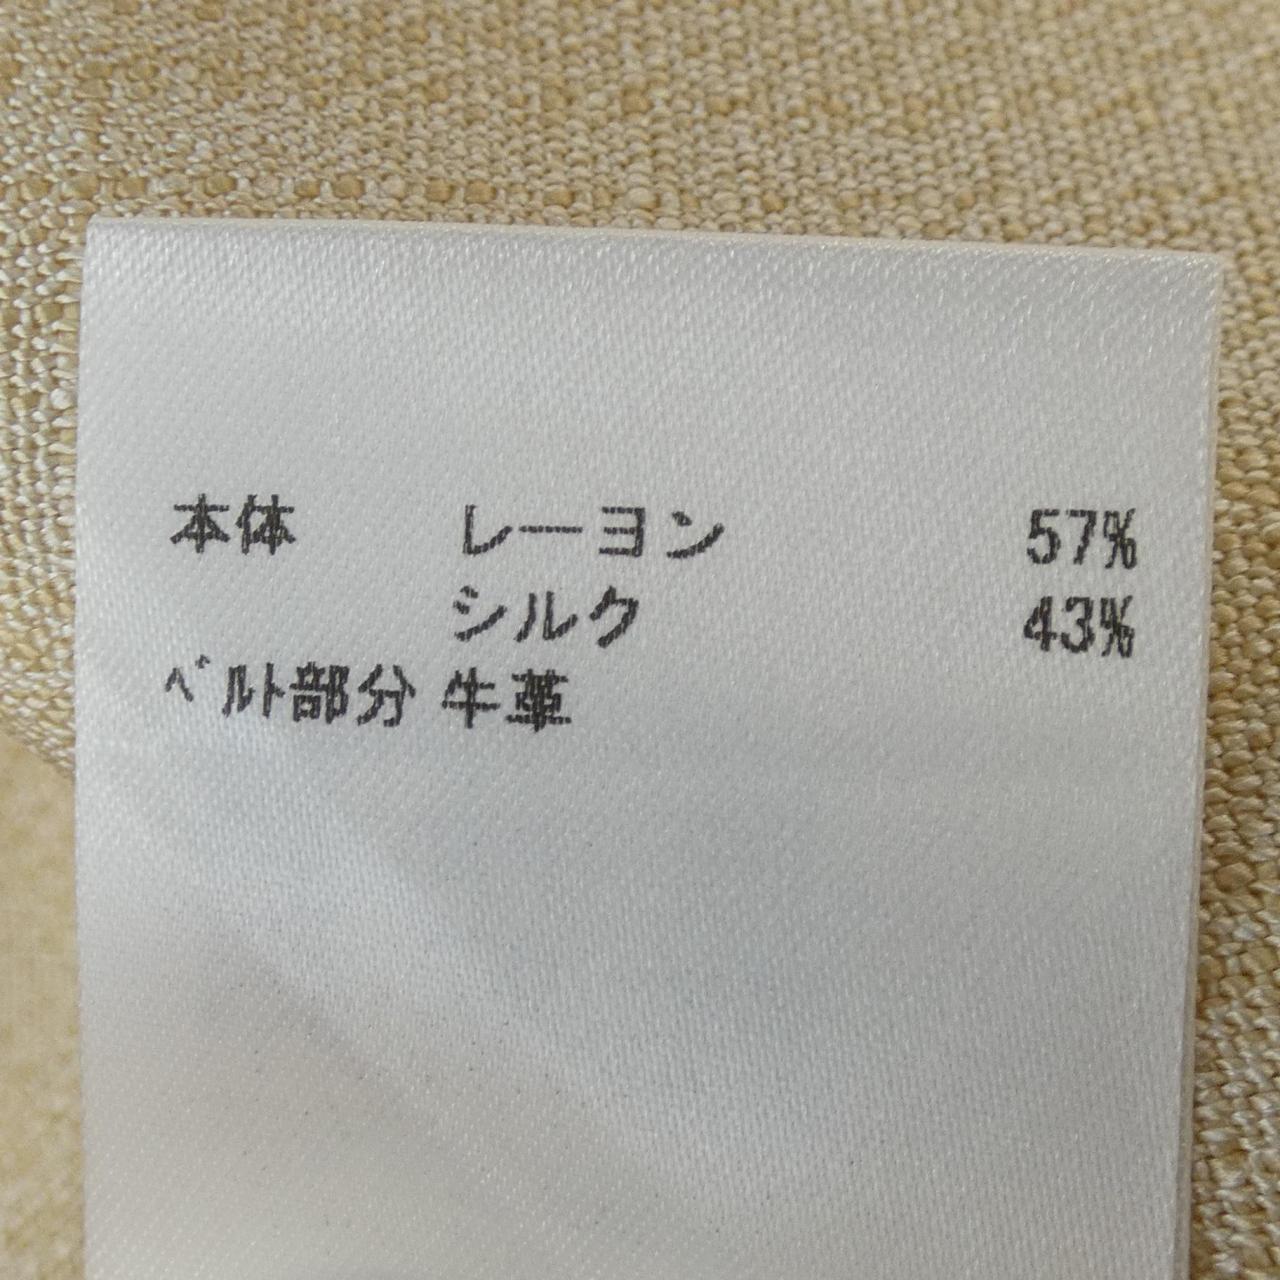 本体 レーヨン 57%
シルク 43%
ﾍﾞﾙﾄ部分 牛革